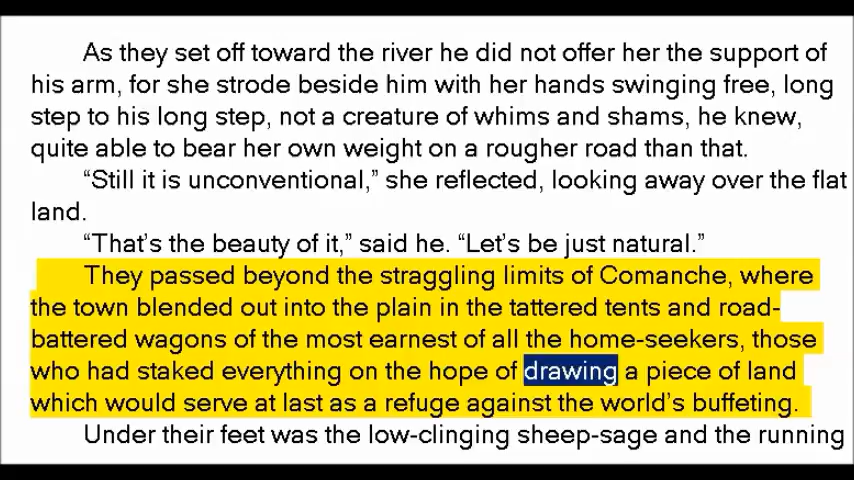 As they set off toward the river he did not offer her the support of
his arm, for she strode beside him with her hands swinging free, long
step to his long step, not a creature of whims and shams, he knew,
quite able to bear her own weight on a rougher road than that.
“Still it is unconventional,” she reflected, looking away over the flat
land.
“That’s the beauty of it,” said he. “Let’s be just natural.”
They passed beyond the straggling limits of Comanche, where
the town blended out into the plain in the tattered tents and road-
battered wagons of the most earnest of all the home-seekers, those
who had staked everything on the hope of drawing a piece of land
which would serve at last as a refuge against the world’s buffeting.
Under their feet was the low-clinging sheep-sage and the running